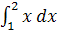 ∫₁² x dx